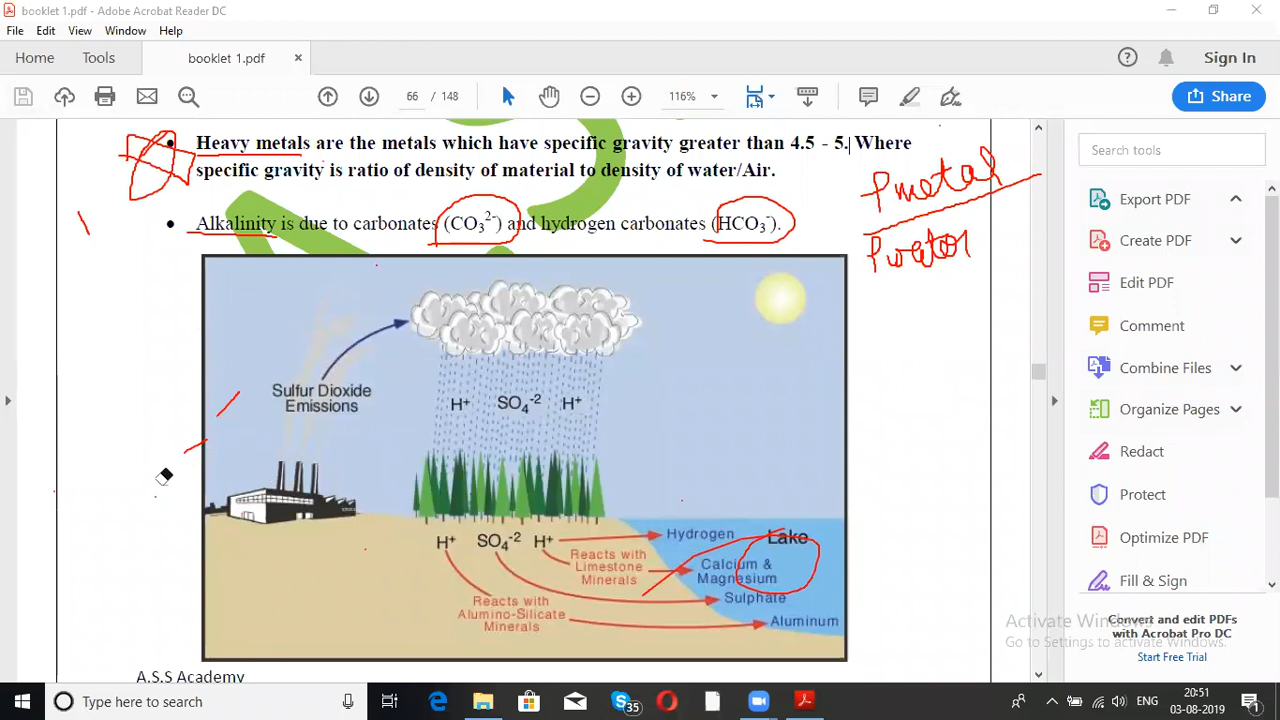 booklet 1.pdf - Adobe Acrobat Reader DC
File Edit View Window Help
Home Tools booklet 1.pdf × Sign In
66 / 148 116% Share
• Heavy metals are the metals which have specific gravity greater than 4.5 - 5. Where
specific gravity is ratio of density of material to density of water/Air.
ρmetal
ρwater
• Alkalinity is due to carbonates (CO₃²⁻) and hydrogen carbonates (HCO₃⁻).
Sulfur Dioxide
Emissions
H⁺ SO₄⁻² H⁺
H⁺ SO₄⁻² H⁺
Hydrogen
Lake
Reacts with
Limestone
Minerals
Calcium &
Magnesium
Sulphate
Reacts with
Alumino-Silicate
Minerals
Aluminum
A.S.S Academy
Search tools
Export PDF
Create PDF
Edit PDF
Comment
Combine Files
Organize Pages
Redact
Protect
Optimize PDF
Fill & Sign
Activate Windows
Go to Settings to activate Windows.
Convert and edit PDFs
with Acrobat Pro DC
Start Free Trial
Type here to search
35
ENG
20:51
03-08-2019
1